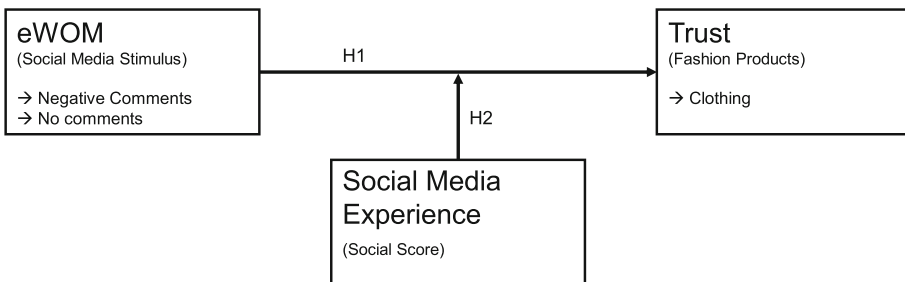 eWOM
(Social Media Stimulus)
→ Negative Comments
→ No comments
H1
Trust
(Fashion Products)
→ Clothing
H2
Social Media
Experience
(Social Score)